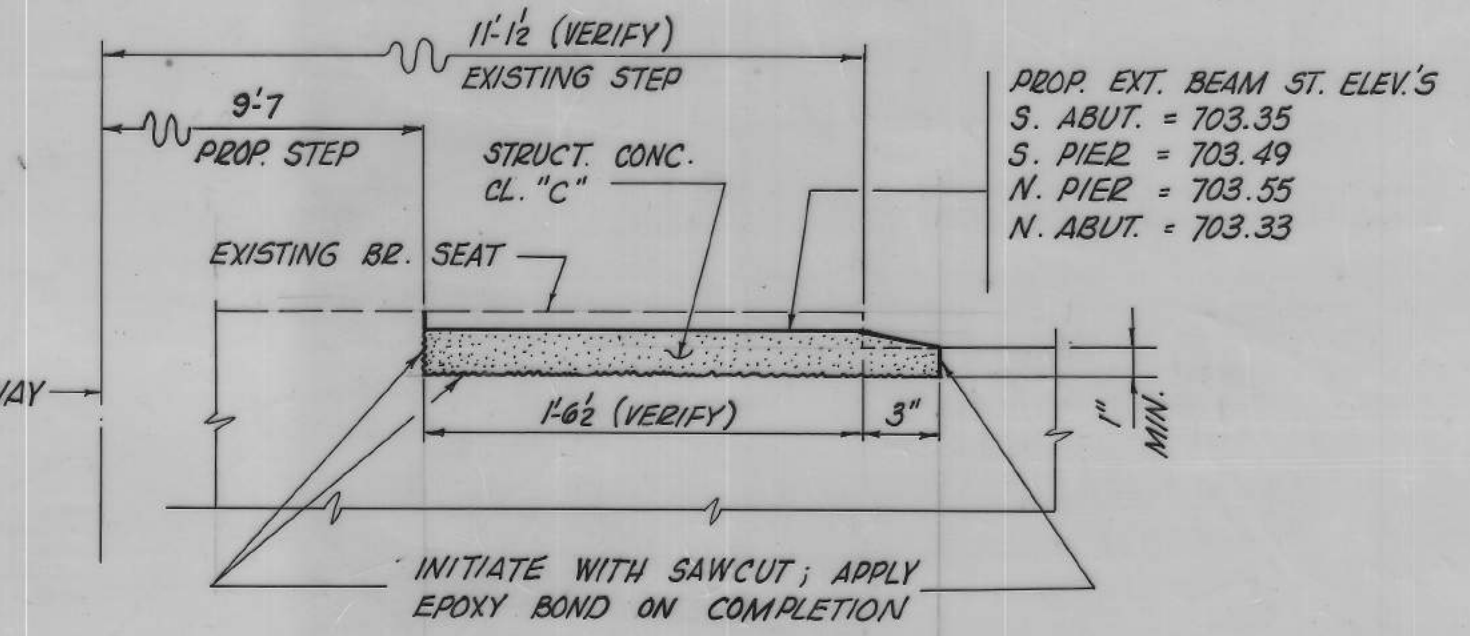 11'-1½ (VERIFY)
EXISTING STEP
9'-7
PROP. STEP
STRUCT. CONC.
CL. "C"
PROP. EXT. BEAM ST. ELEV.'S
S. ABUT. = 703.35
S. PIER = 703.49
N. PIER = 703.55
N. ABUT. = 703.33
EXISTING BR. SEAT
1'-6½ (VERIFY)
3"
1"
MIN.
INITIATE WITH SAWCUT; APPLY
EPOXY BOND ON COMPLETION